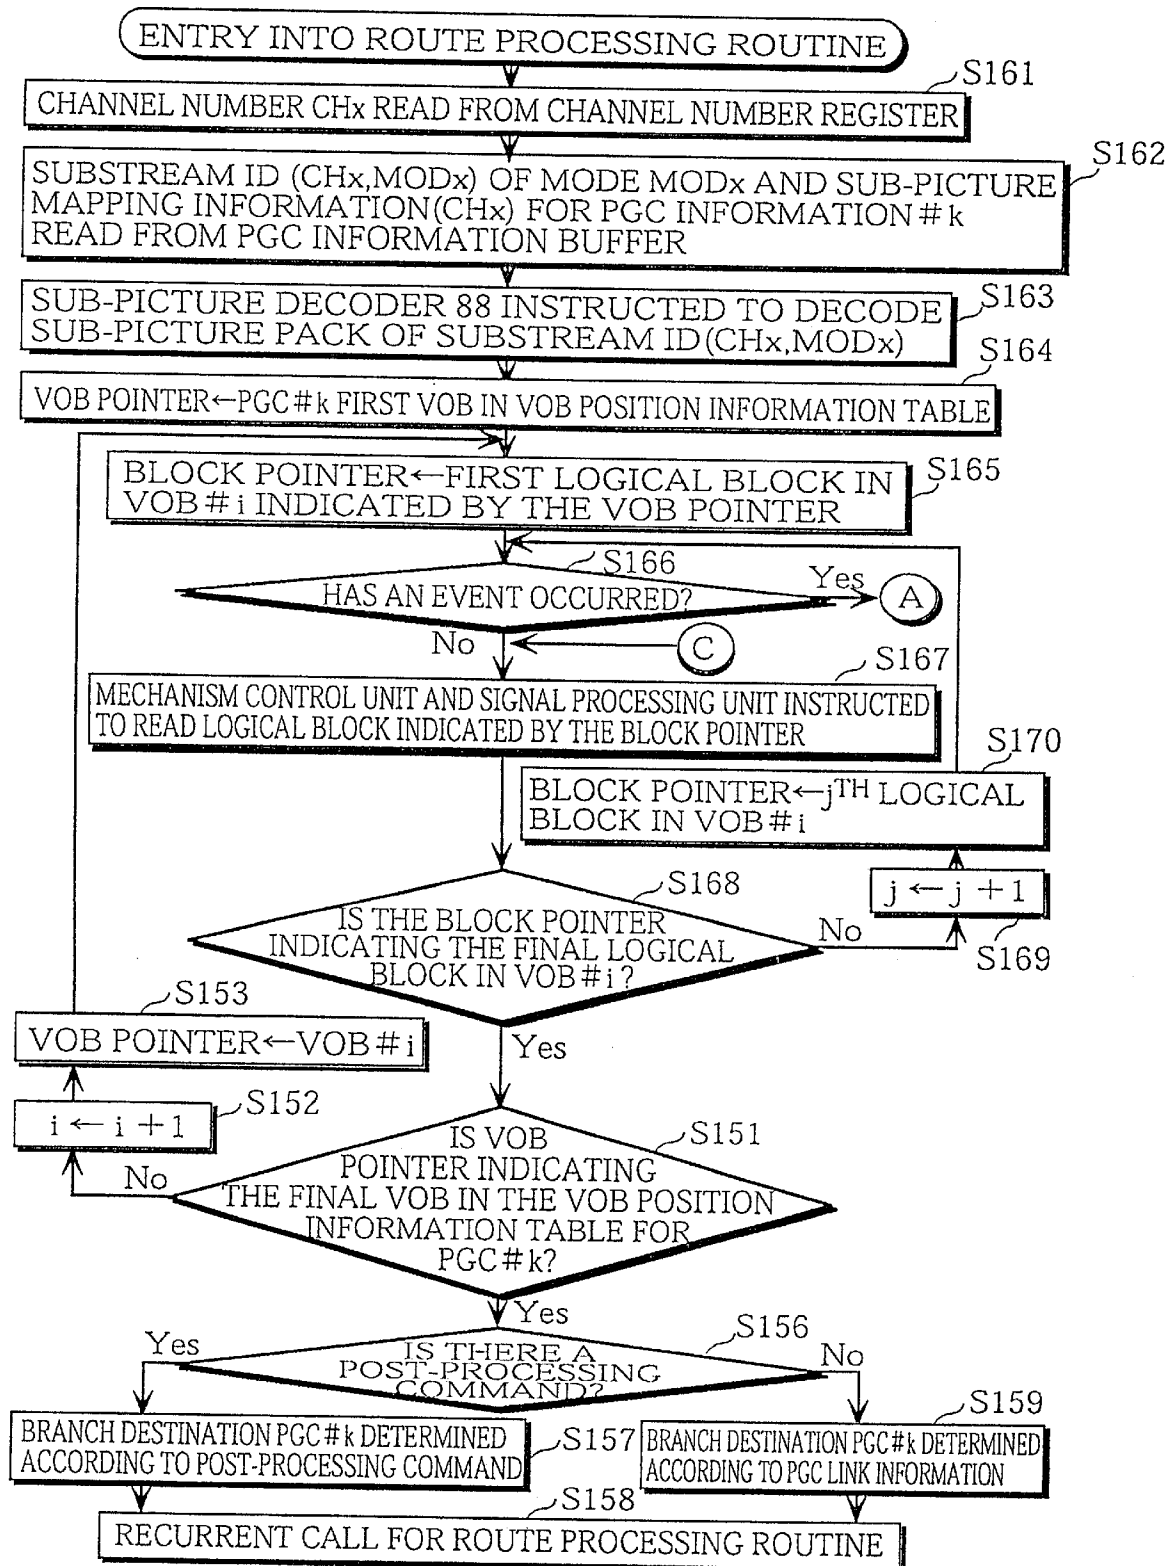 ENTRY INTO ROUTE PROCESSING ROUTINE
S161
CHANNEL NUMBER CHx READ FROM CHANNEL NUMBER REGISTER
S162
SUBSTREAM ID (CHx,MODx) OF MODE MODx AND SUB-PICTURE
MAPPING INFORMATION(CHx) FOR PGC INFORMATION #k
READ FROM PGC INFORMATION BUFFER
S163
SUB-PICTURE DECODER 88 INSTRUCTED TO DECODE
SUB-PICTURE PACK OF SUBSTREAM ID(CHx,MODx)
S164
VOB POINTER←PGC#k FIRST VOB IN VOB POSITION INFORMATION TABLE
S165
BLOCK POINTER←FIRST LOGICAL BLOCK IN
VOB#i INDICATED BY THE VOB POINTER
S166
HAS AN EVENT OCCURRED?
Yes
A
No
C
S167
MECHANISM CONTROL UNIT AND SIGNAL PROCESSING UNIT INSTRUCTED
TO READ LOGICAL BLOCK INDICATED BY THE BLOCK POINTER
S170
BLOCK POINTER←jTH LOGICAL
BLOCK IN VOB#i
S168
j←j+1
IS THE BLOCK POINTER
INDICATING THE FINAL LOGICAL
BLOCK IN VOB#i?
No
S169
S153
VOB POINTER←VOB#i
Yes
S152
i←i+1
S151
IS VOB
POINTER INDICATING
THE FINAL VOB IN THE VOB POSITION
INFORMATION TABLE FOR
PGC#k?
No
Yes
S156
IS THERE A
POST-PROCESSING
COMMAND?
Yes
No
S159
BRANCH DESTINATION PGC#k DETERMINED
ACCORDING TO POST-PROCESSING COMMAND
S157
BRANCH DESTINATION PGC#k DETERMINED
ACCORDING TO PGC LINK INFORMATION
S158
RECURRENT CALL FOR ROUTE PROCESSING ROUTINE